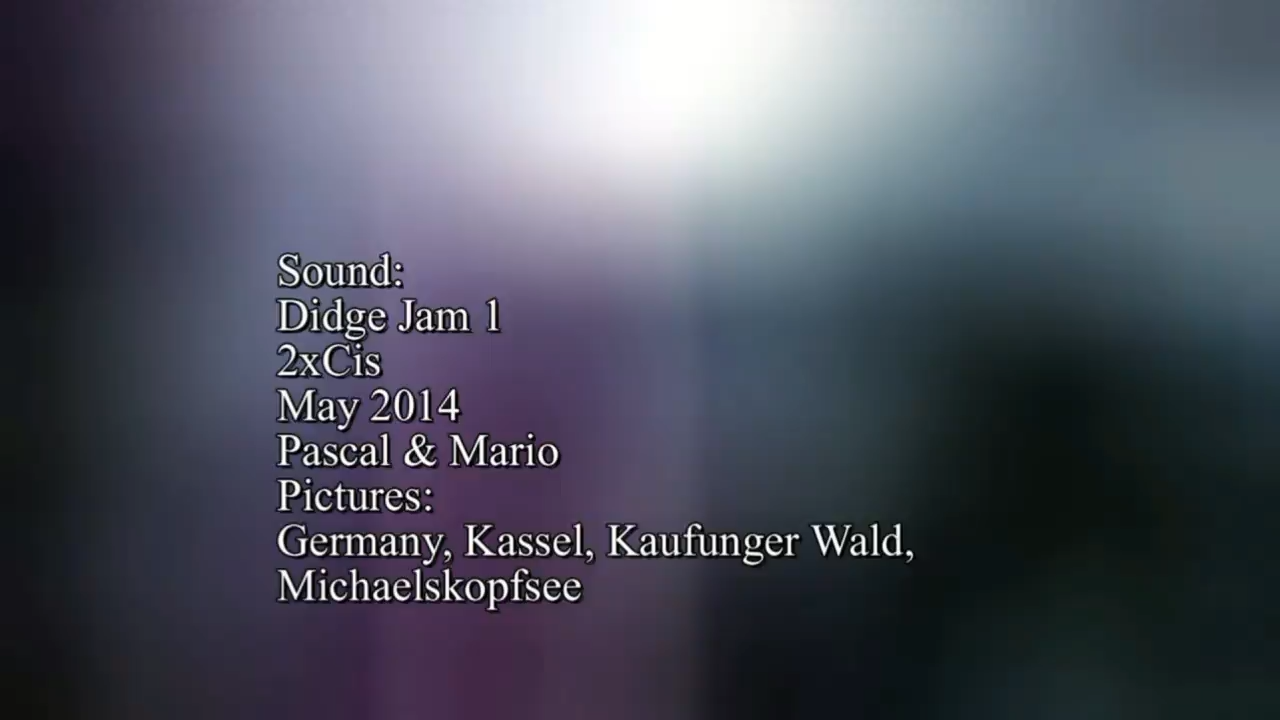 Sound:
Didge Jam 1
2xCis
May 2014
Pascal & Mario
Pictures:
Germany, Kassel, Kaufunger Wald,
Michaelskopfsee